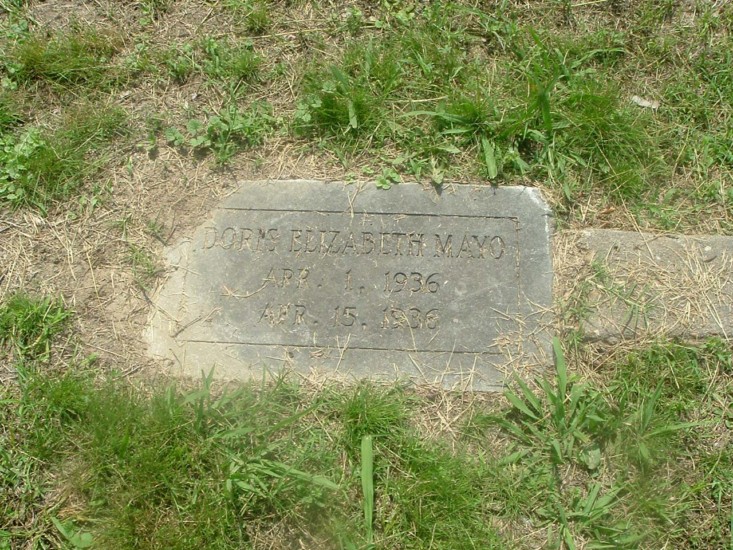 DORIS ELIZABETH MAYO
APR. 1, 1936
APR. 15, 1936